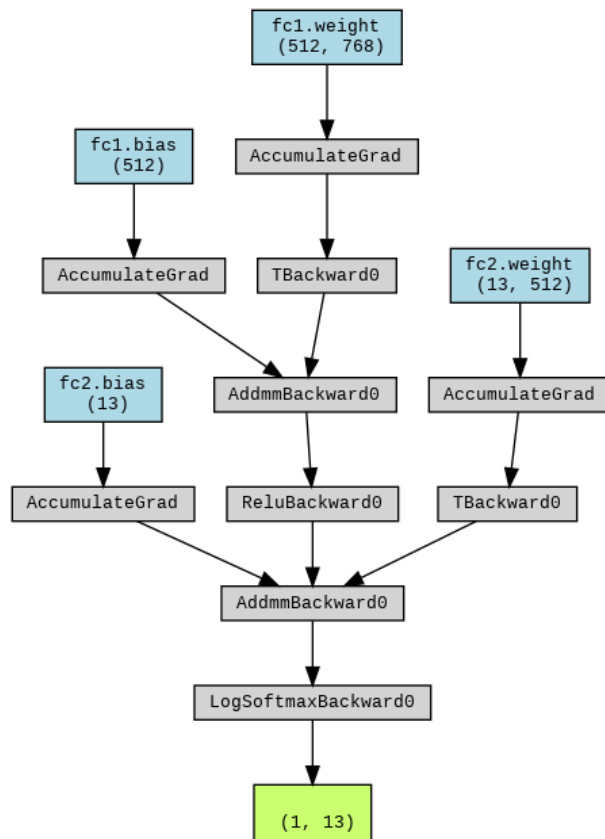 fc1.weight
(512, 768)
fc1.bias
(512)
AccumulateGrad
AccumulateGrad
TBackward0
fc2.weight
(13, 512)
fc2.bias
(13)
AddmmBackward0
AccumulateGrad
AccumulateGrad
ReluBackward0
TBackward0
AddmmBackward0
LogSoftmaxBackward0
(1, 13)